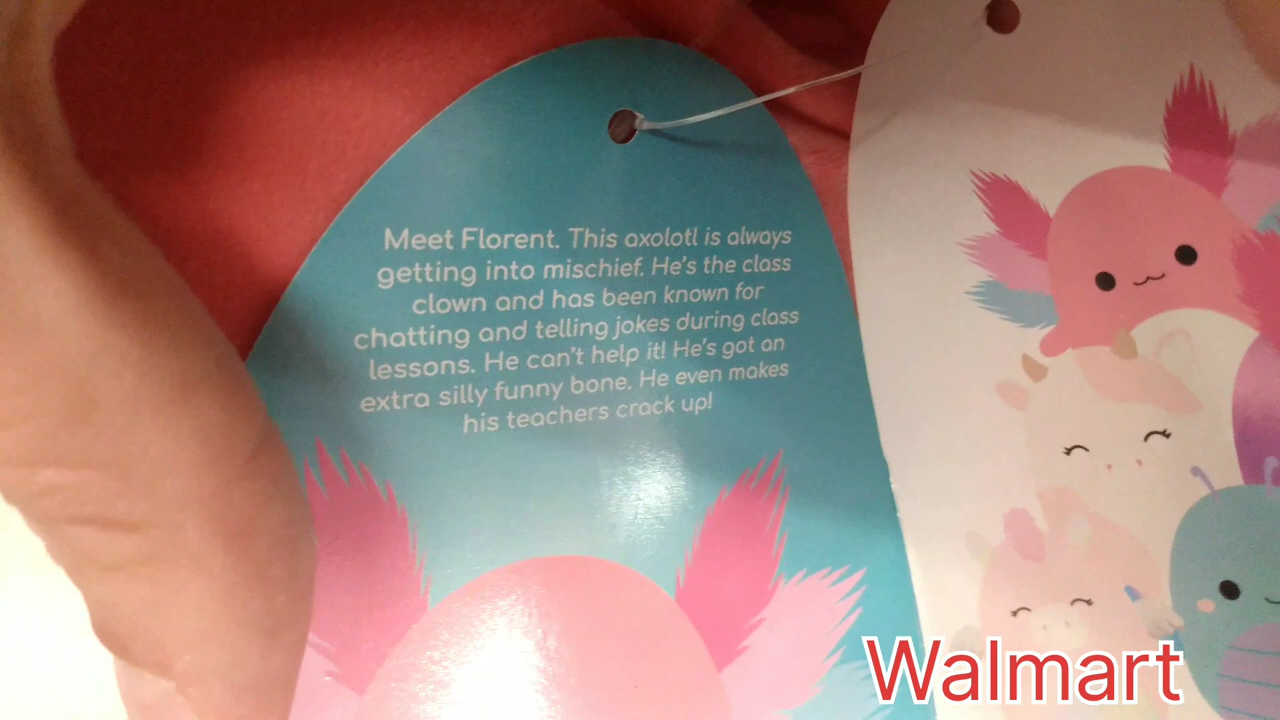 Meet Florent. This axolotl is always
getting into mischief. He's the class
clown and has been known for
chatting and telling jokes during class
lessons. He can't help it! He's got an
extra silly funny bone. He even makes
his teachers crack up!
Walmart